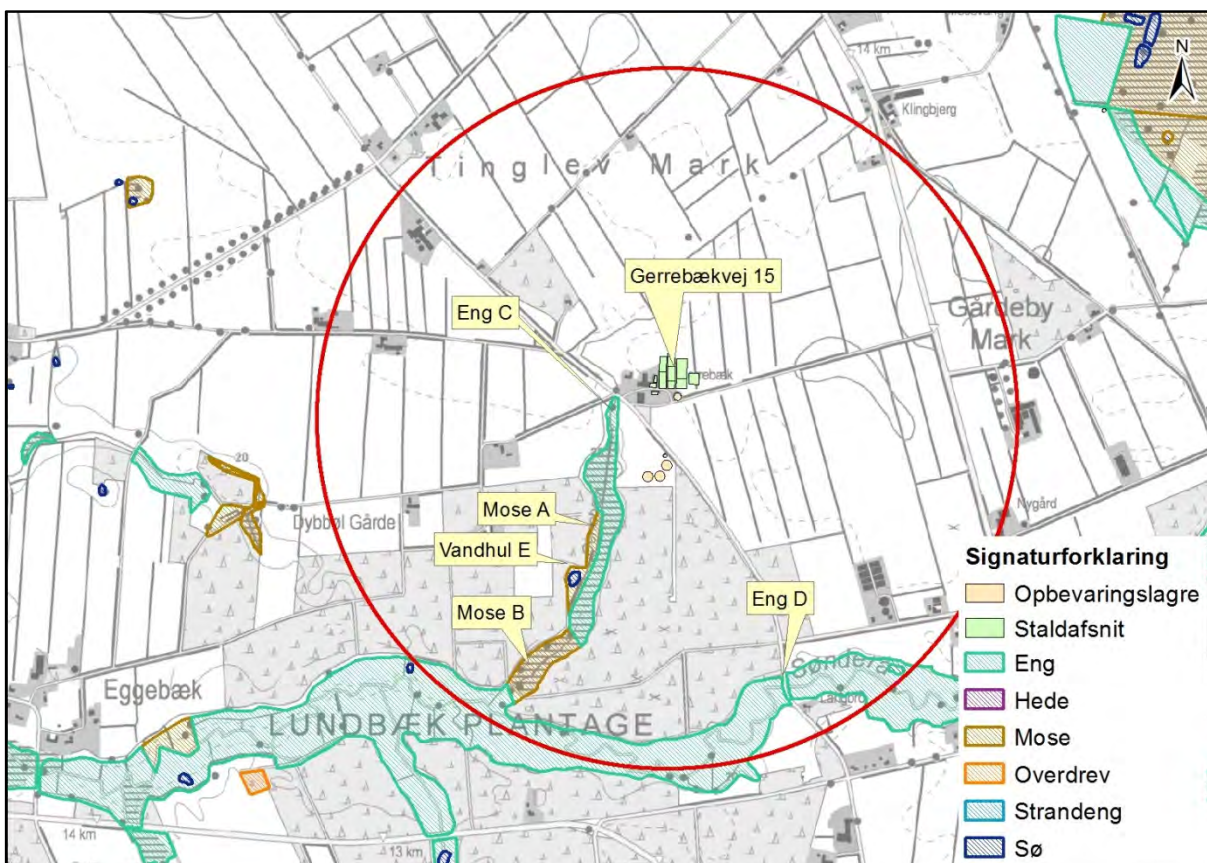 14 km
N
Klingbjerg
Tinglev Mark
Gerrebækvej 15
Eng C
Gårdeby
Mark
20
Mose A
Dybbøl Gårde
Nygård
Vandhul E
Mose B
Eng D
Eggebæk
LUNDBÆK PLANTAGE
14 km
13 km
Signaturforklaring
Opbevaringslagre
Staldafsnit
Eng
Hede
Mose
Overdrev
Strandeng
Sø